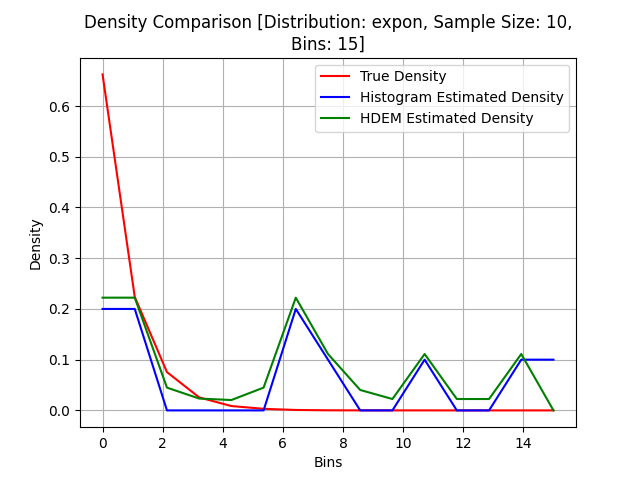 Density Comparison [Distribution: expon, Sample Size: 10,
Bins: 15]
True Density
Histogram Estimated Density
HDEM Estimated Density
Density
0.6
0.5
0.4
0.3
0.2
0.1
0.0
0 2 4 6 8 10 12 14
Bins